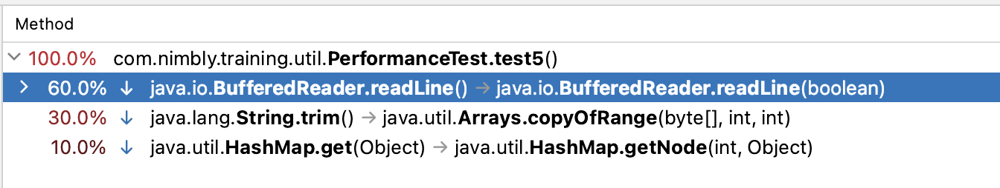 Method
100.0% com.nimbly.training.util.PerformanceTest.test5()
60.0% ↓ java.io.BufferedReader.readLine() → java.io.BufferedReader.readLine(boolean)
30.0% ↓ java.lang.String.trim() → java.util.Arrays.copyOfRange(byte[], int, int)
10.0% ↓ java.util.HashMap.get(Object) → java.util.HashMap.getNode(int, Object)